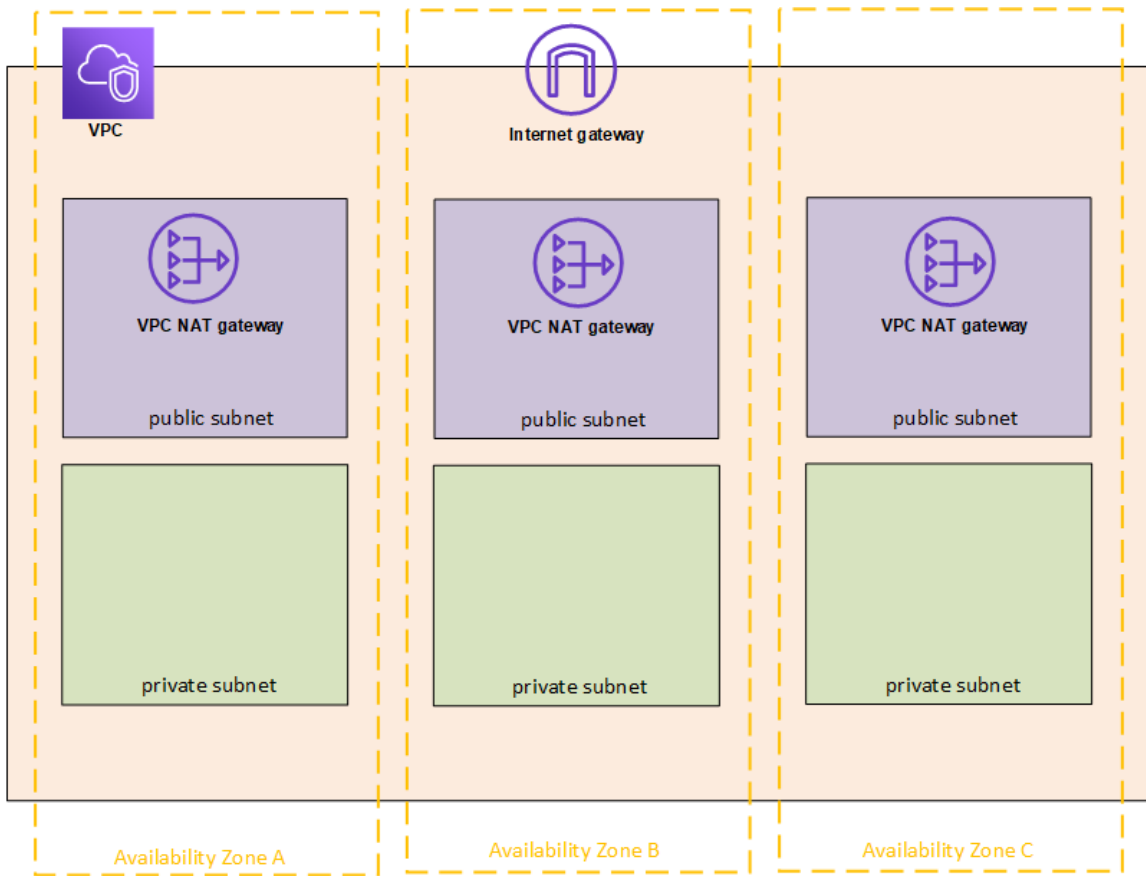 VPC
Internet gateway
VPC NAT gateway
VPC NAT gateway
VPC NAT gateway
public subnet
public subnet
public subnet
private subnet
private subnet
private subnet
Availability Zone A
Availability Zone B
Availability Zone C